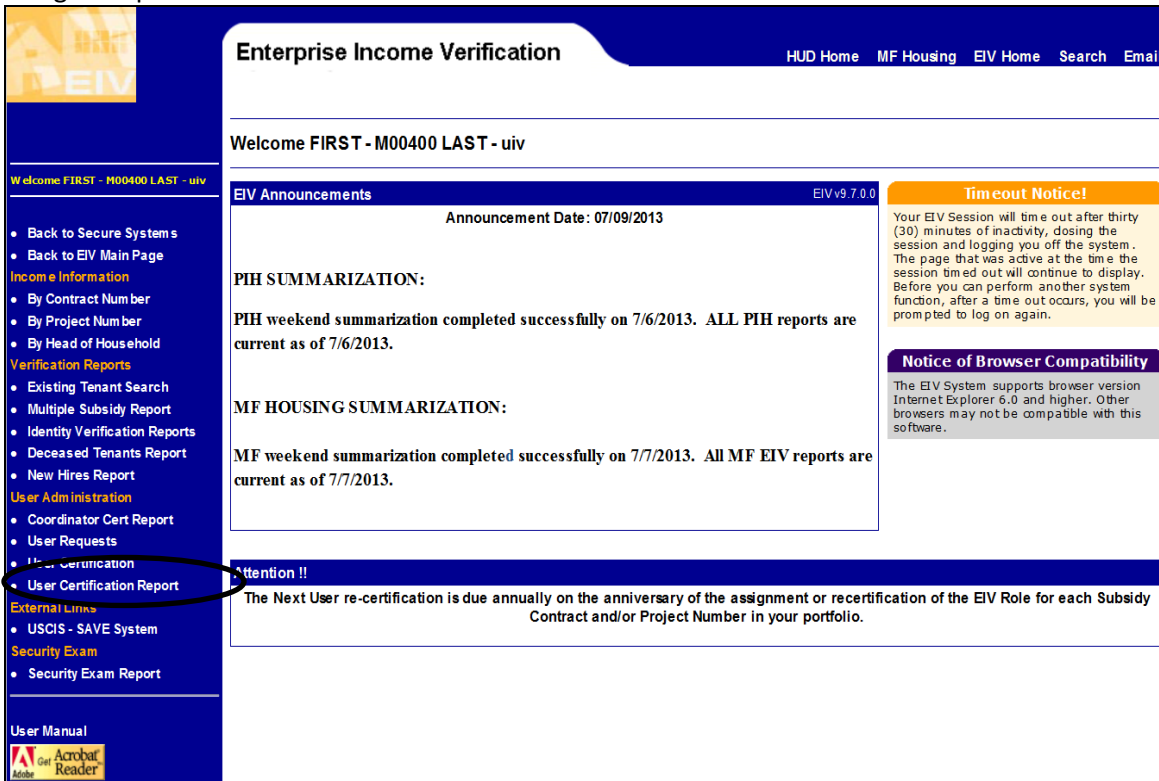 EIV
Enterprise Income Verification
HUD Home MF Housing EIV Home Search Emai
Welcome FIRST - M00400 LAST - uiv
Welcome FIRST - M00400 LAST - uiv
• Back to Secure Systems
• Back to EIV Main Page
Income Information
• By Contract Number
• By Project Number
• By Head of Household
Verification Reports
• Existing Tenant Search
• Multiple Subsidy Report
• Identity Verification Reports
• Deceased Tenants Report
• New Hires Report
User Administration
• Coordinator Cert Report
• User Requests
• User Certification
• User Certification Report
External Links
• USCIS - SAVE System
Security Exam
• Security Exam Report
User Manual
Adobe Get Acrobat
Reader
EIV Announcements EIV v9.7.0.0
Announcement Date: 07/09/2013
PIH SUMMARIZATION:
PIH weekend summarization completed successfully on 7/6/2013. ALL PIH reports are
current as of 7/6/2013.
MF HOUSING SUMMARIZATION:
MF weekend summarization completed successfully on 7/7/2013. All MF EIV reports are
current as of 7/7/2013.
Timeout Notice!
Your EIV Session will time out after thirty
(30) minutes of inactivity, closing the
session and logging you off the system.
The page that was active at the time the
session timed out will continue to display.
Before you can perform another system
function, after a time out occurs, you will be
prompted to log on again.
Notice of Browser Compatibility
The EIV System supports browser version
Internet Explorer 6.0 and higher. Other
browsers may not be compatible with this
software.
Attention !!
The Next User re-certification is due annually on the anniversary of the assignment or recertification of the EIV Role for each Subsidy
Contract and/or Project Number in your portfolio.